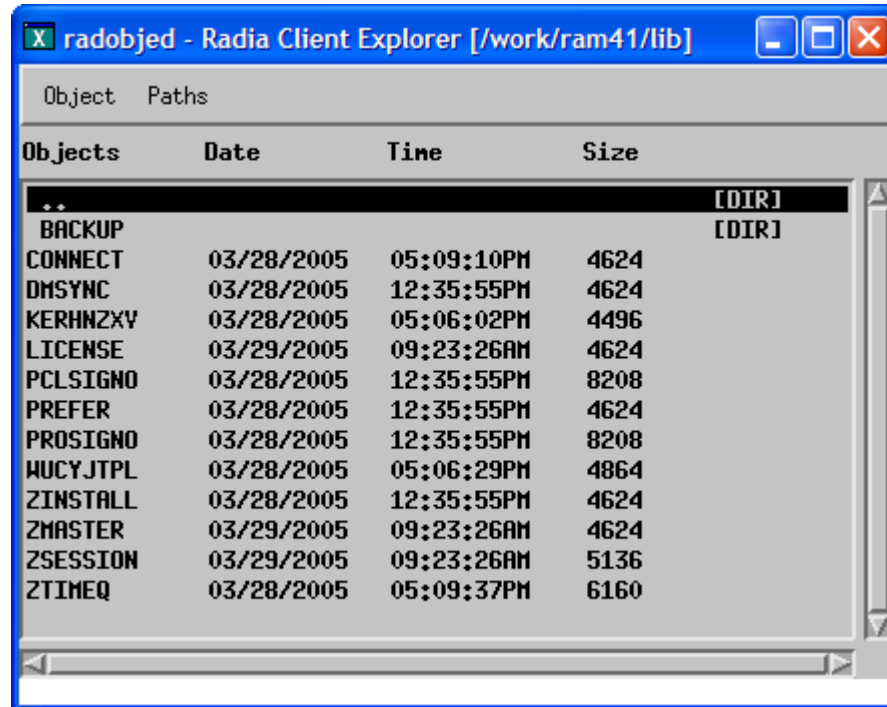 X radobjed - Radia Client Explorer [/work/ram41/lib]
Object Paths
Objects Date Time Size
.. [DIR]
BACKUP [DIR]
CONNECT 03/28/2005 05:09:10PM 4624
DMSYNC 03/28/2005 12:35:55PM 4624
KERHNZXV 03/28/2005 05:06:02PM 4496
LICENSE 03/29/2005 09:23:26AM 4624
PCLSIGNO 03/28/2005 12:35:55PM 8208
PREFER 03/28/2005 12:35:55PM 4624
PROSIGNO 03/28/2005 12:35:55PM 8208
WUCYJTPL 03/28/2005 05:06:29PM 4864
ZINSTALL 03/28/2005 12:35:55PM 4624
ZMASTER 03/29/2005 09:23:26AM 4624
ZSESSION 03/29/2005 09:23:26AM 5136
ZTIMEQ 03/28/2005 05:09:37PM 6160